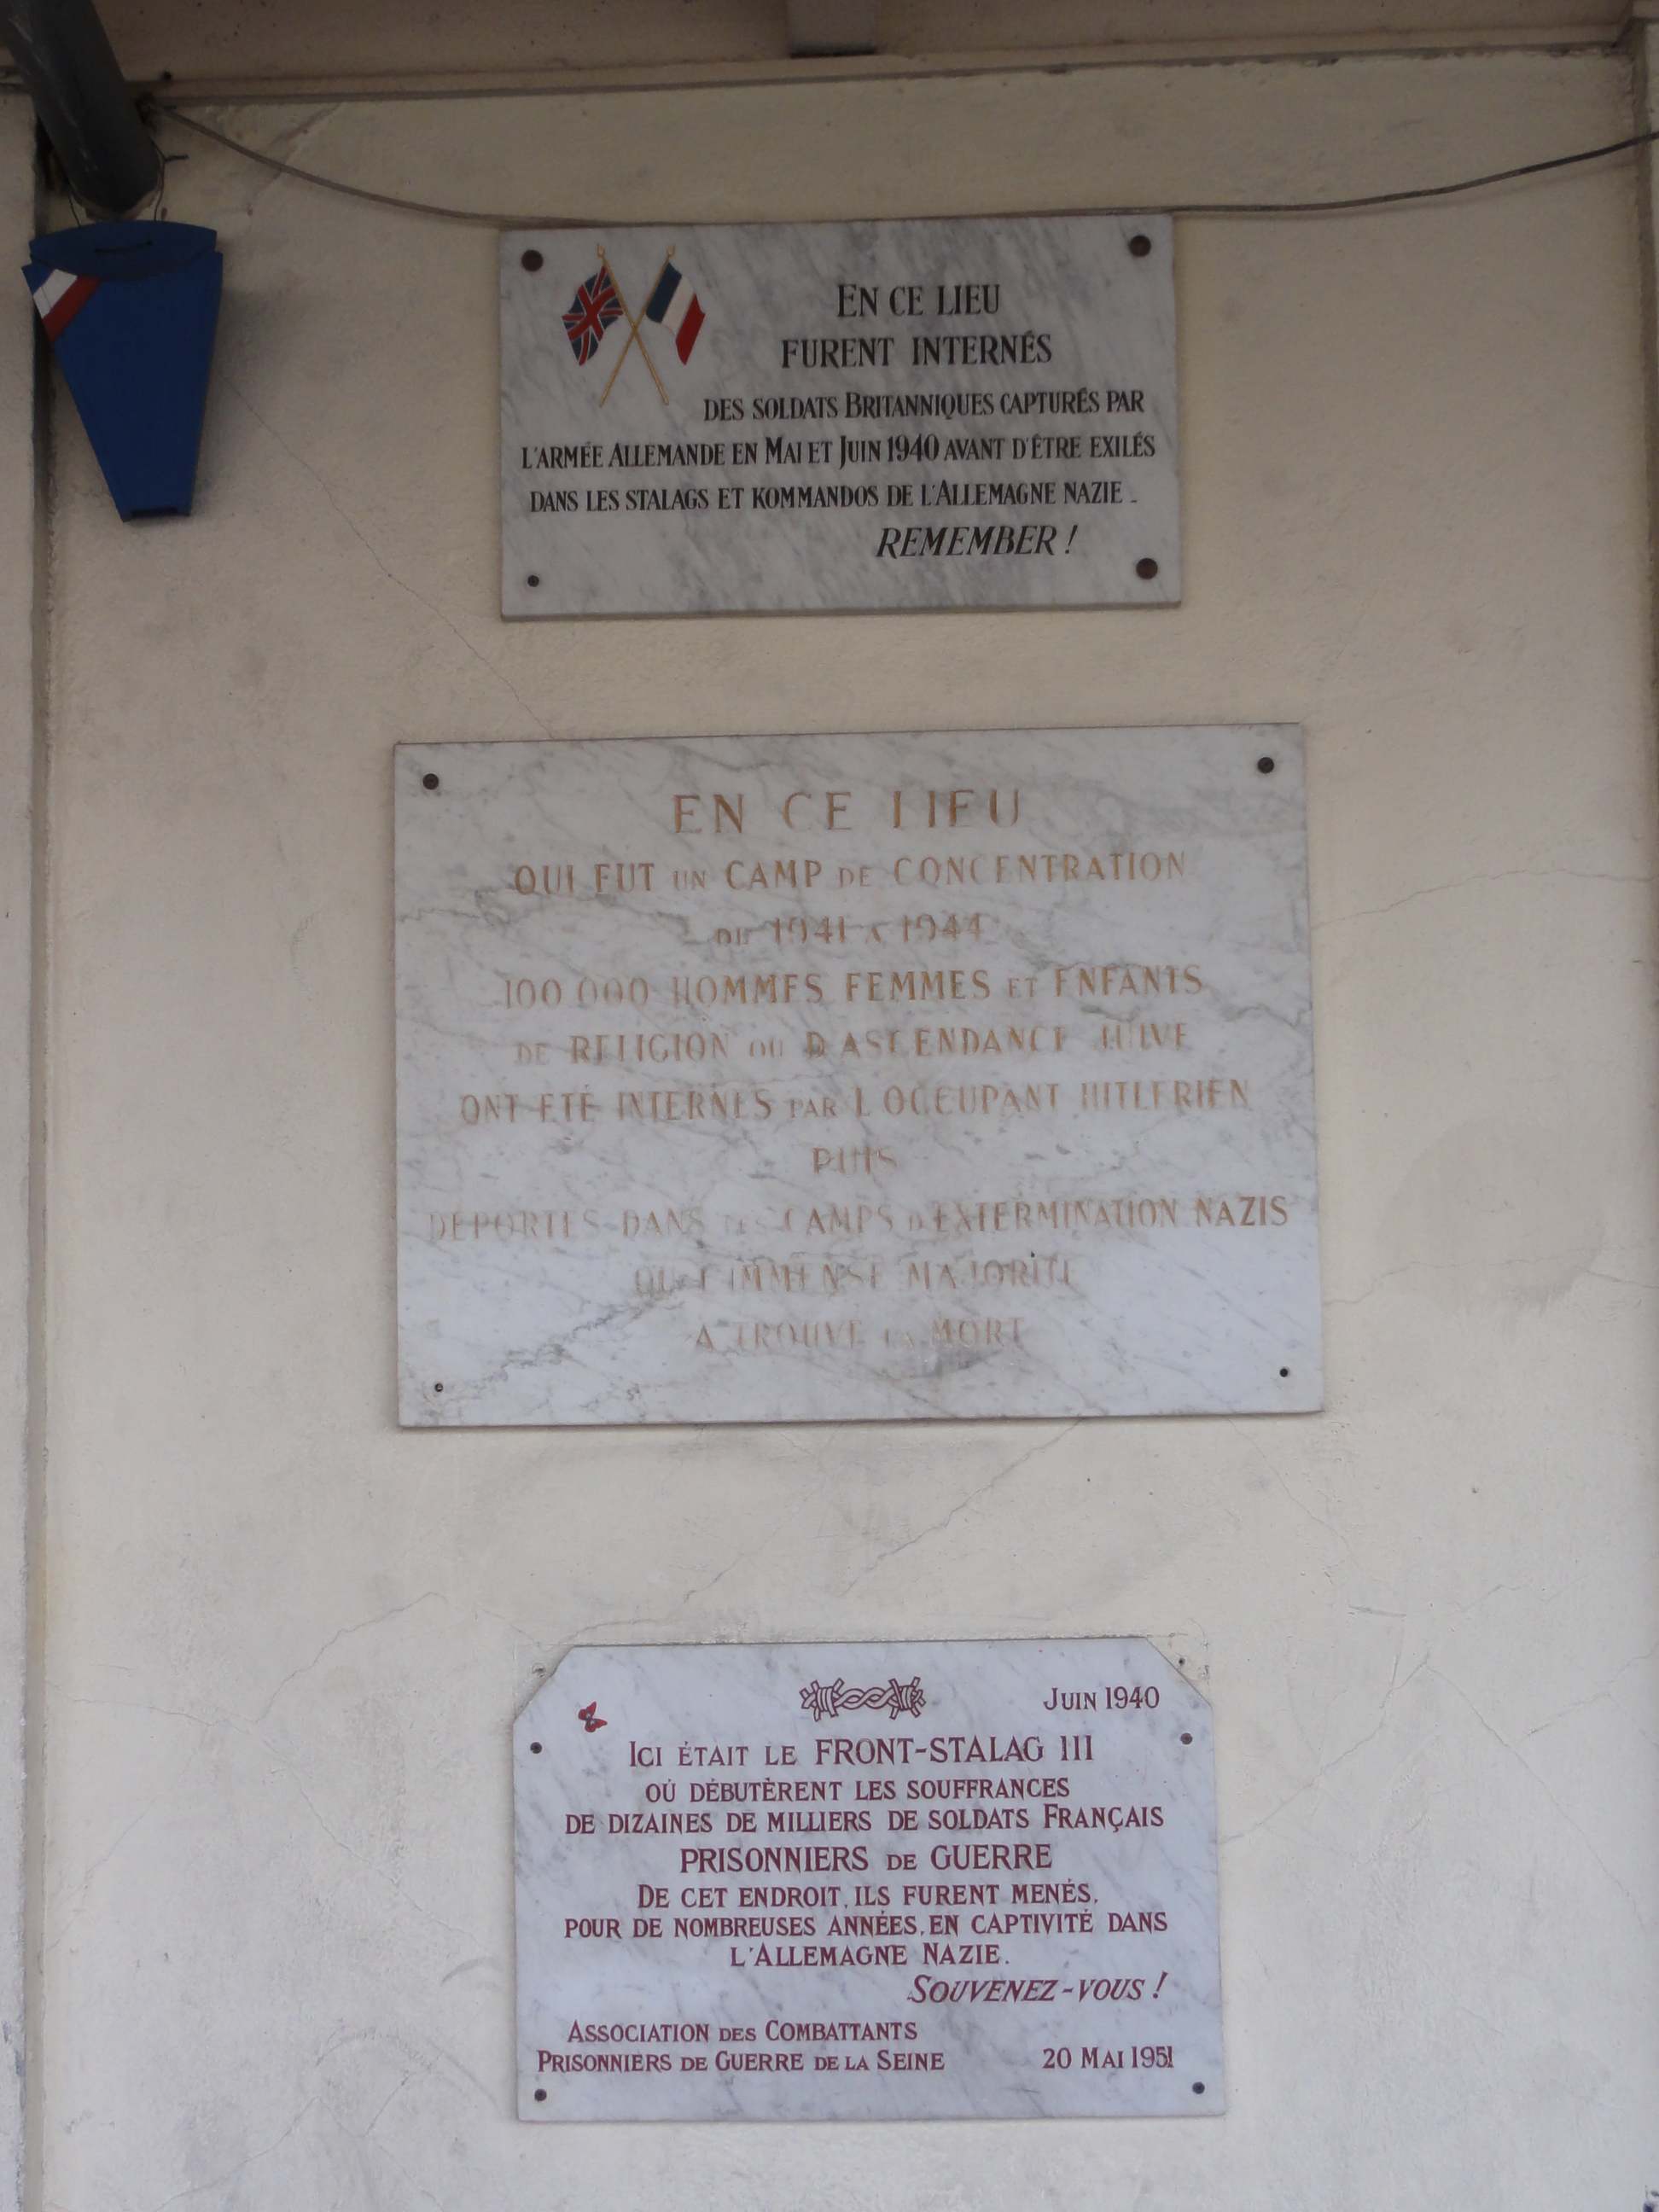 EN CE LIEU
FURENT INTERNÉS
DES SOLDATS BRITANNIQUES CAPTURÉS PAR
L'ARMÉE ALLEMANDE EN MAI ET JUIN 1940 AVANT D'ÊTRE EXILÉS
DANS LES STALAGS ET KOMMANDOS DE L'ALLEMAGNE NAZIE_
REMEMBER !
EN CE LIEU
QUI FUT UN CAMP DE CONCENTRATION
DE 1941 A 1944
100.000 HOMMES FEMMES ET ENFANTS
DE RELIGION OU D'ASCENDANCE JUIVE
ONT ÉTÉ INTERNÉS PAR L'OCCUPANT HITLERIEN
PUIS
DÉPORTÉS DANS LES CAMPS D'EXTERMINATION NAZIS
OU L'IMMENSE MAJORITÉ
A TROUVÉ LA MORT
JUIN 1940
ICI ÉTAIT LE FRONT-STALAG III
OÙ DÉBUTÈRENT LES SOUFFRANCES
DE DIZAINES DE MILLIERS DE SOLDATS FRANÇAIS
PRISONNIERS DE GUERRE
DE CET ENDROIT, ILS FURENT MENÉS,
POUR DE NOMBREUSES ANNÉES, EN CAPTIVITÉ DANS
L'ALLEMAGNE NAZIE.
SOUVENEZ-VOUS !
ASSOCIATION DES COMBATTANTS
PRISONNIERS DE GUERRE DE LA SEINE 20 MAI 1951